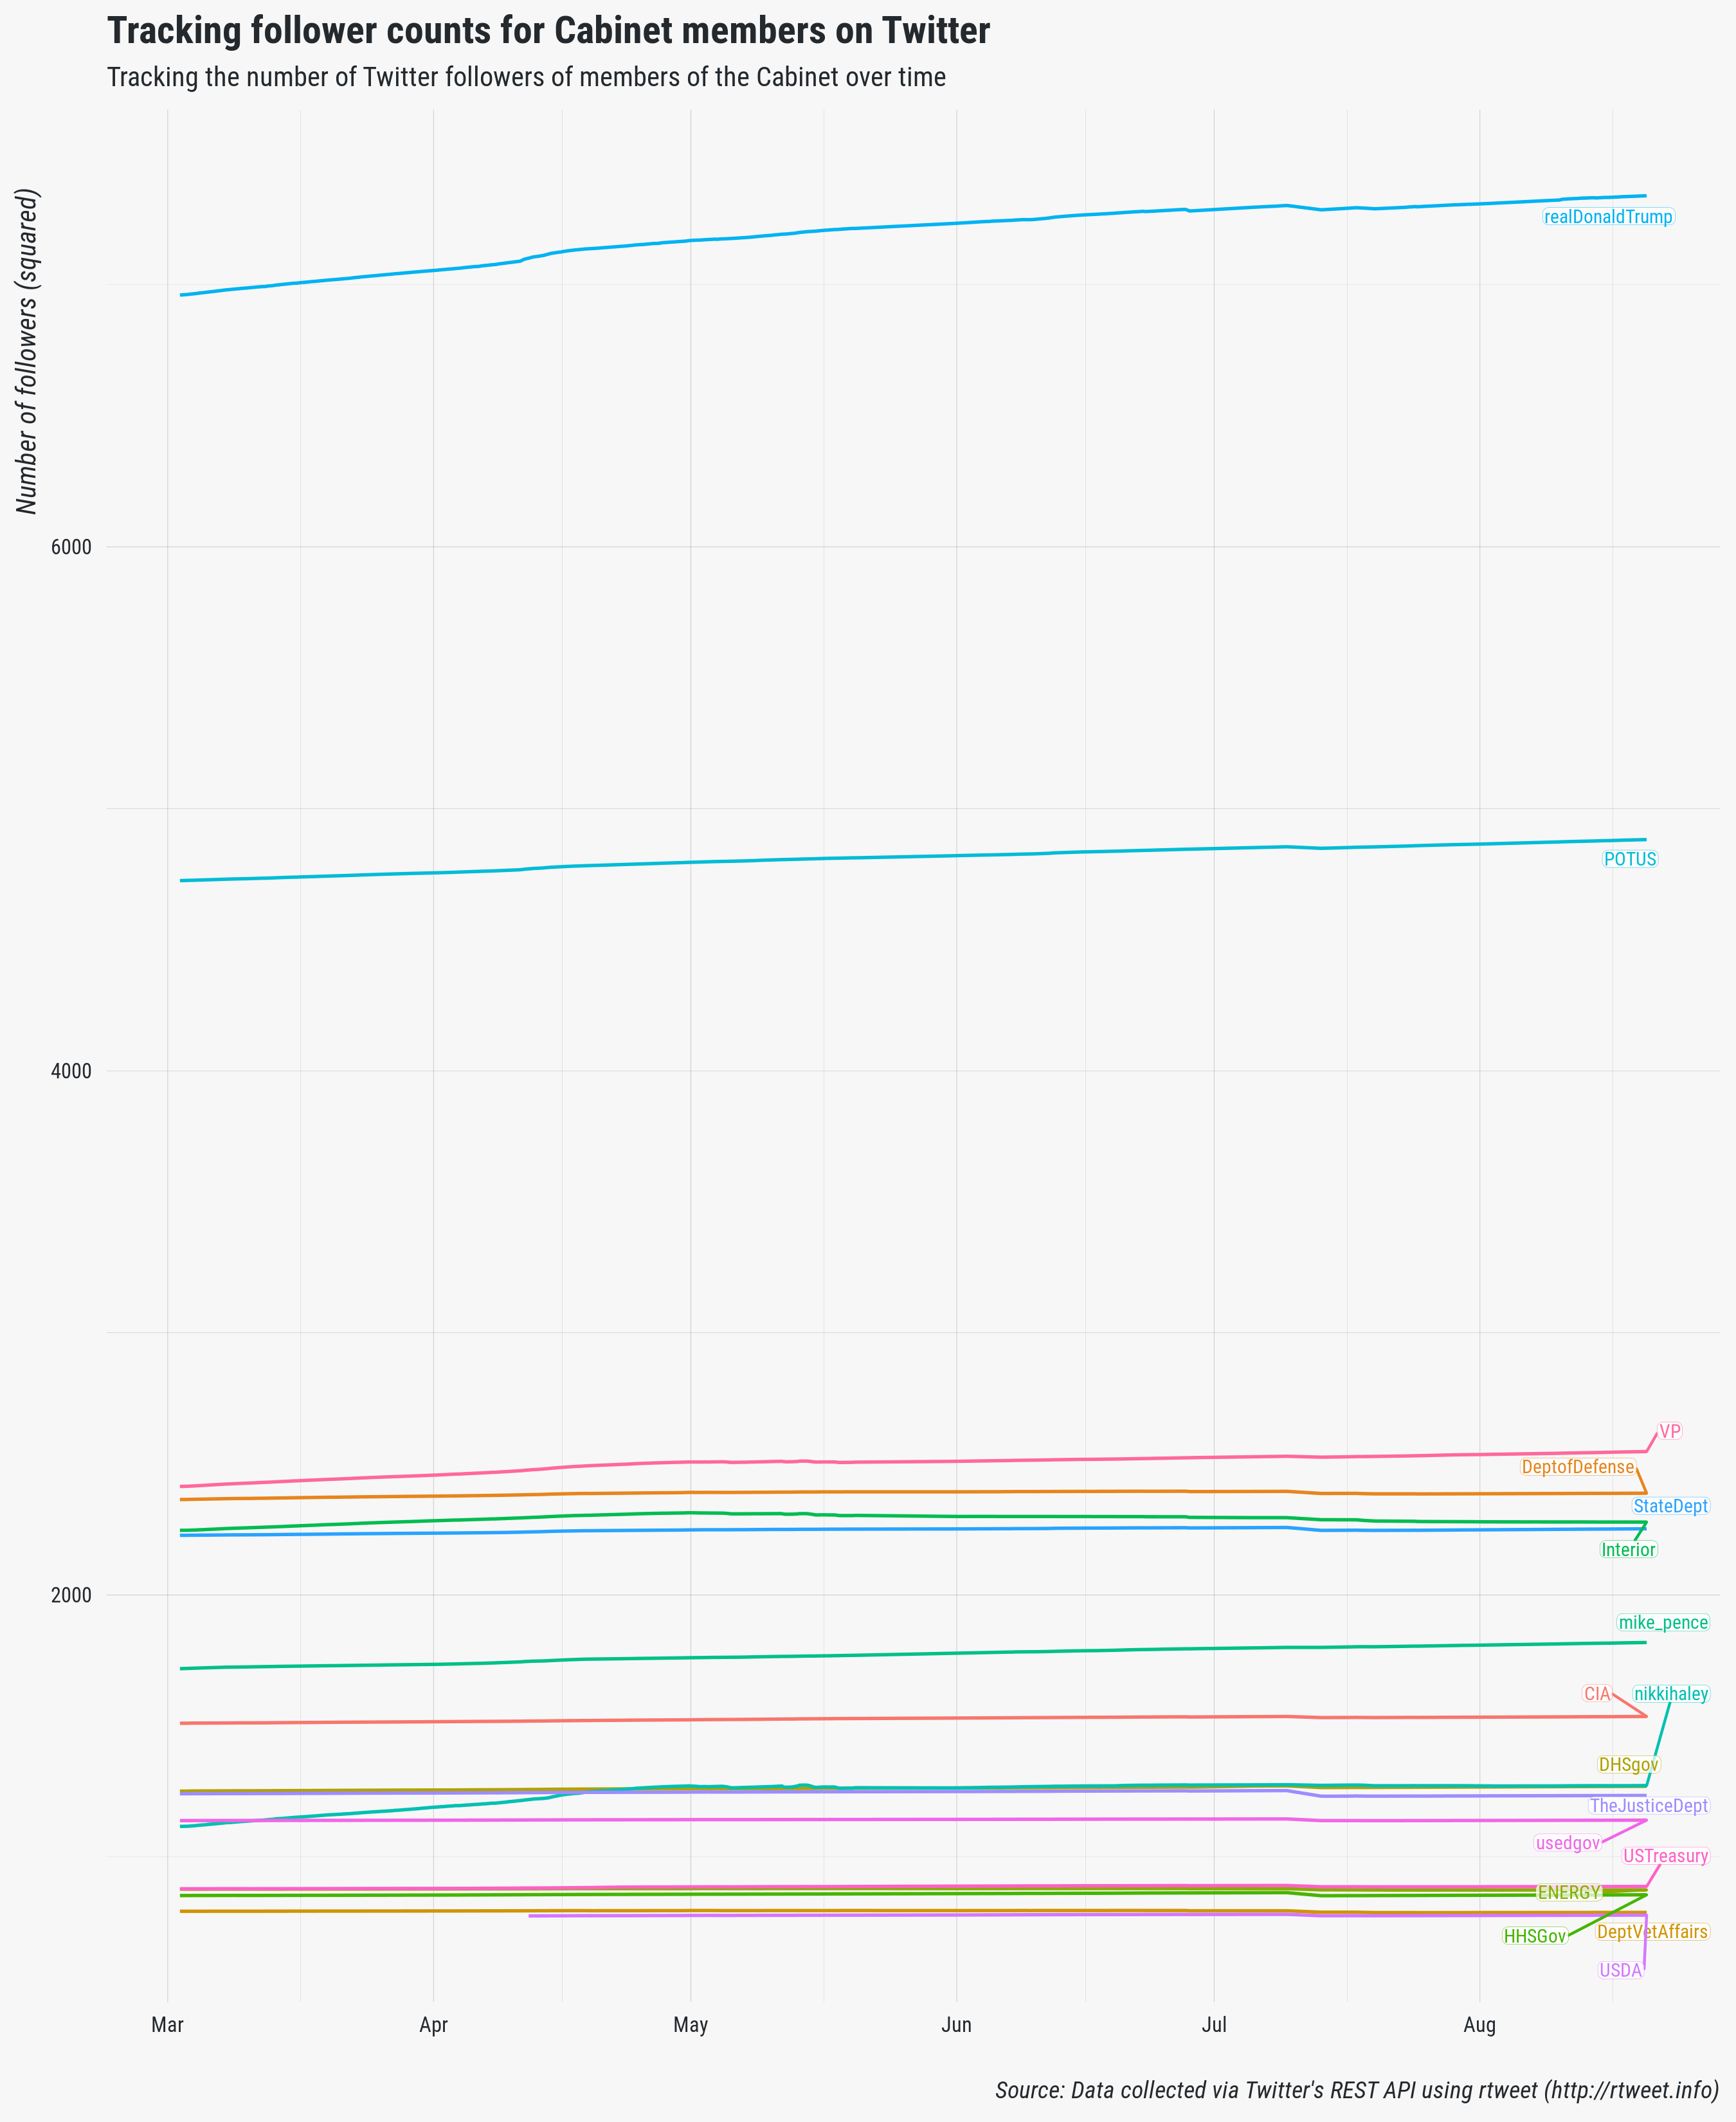 Tracking follower counts for Cabinet members on Twitter
Tracking the number of Twitter followers of members of the Cabinet over time
Number of followers (squared)
realDonaldTrump
6000
POTUS
4000
VP
DeptofDefense
StateDept
Interior
2000
mike_pence
CIA
nikkihaley
DHSgov
TheJusticeDept
usedgov
USTreasury
ENERGY
DeptVetAffairs
HHSGov
USDA
Mar
Apr
May
Jun
Jul
Aug
Source: Data collected via Twitter's REST API using rtweet (http://rtweet.info)